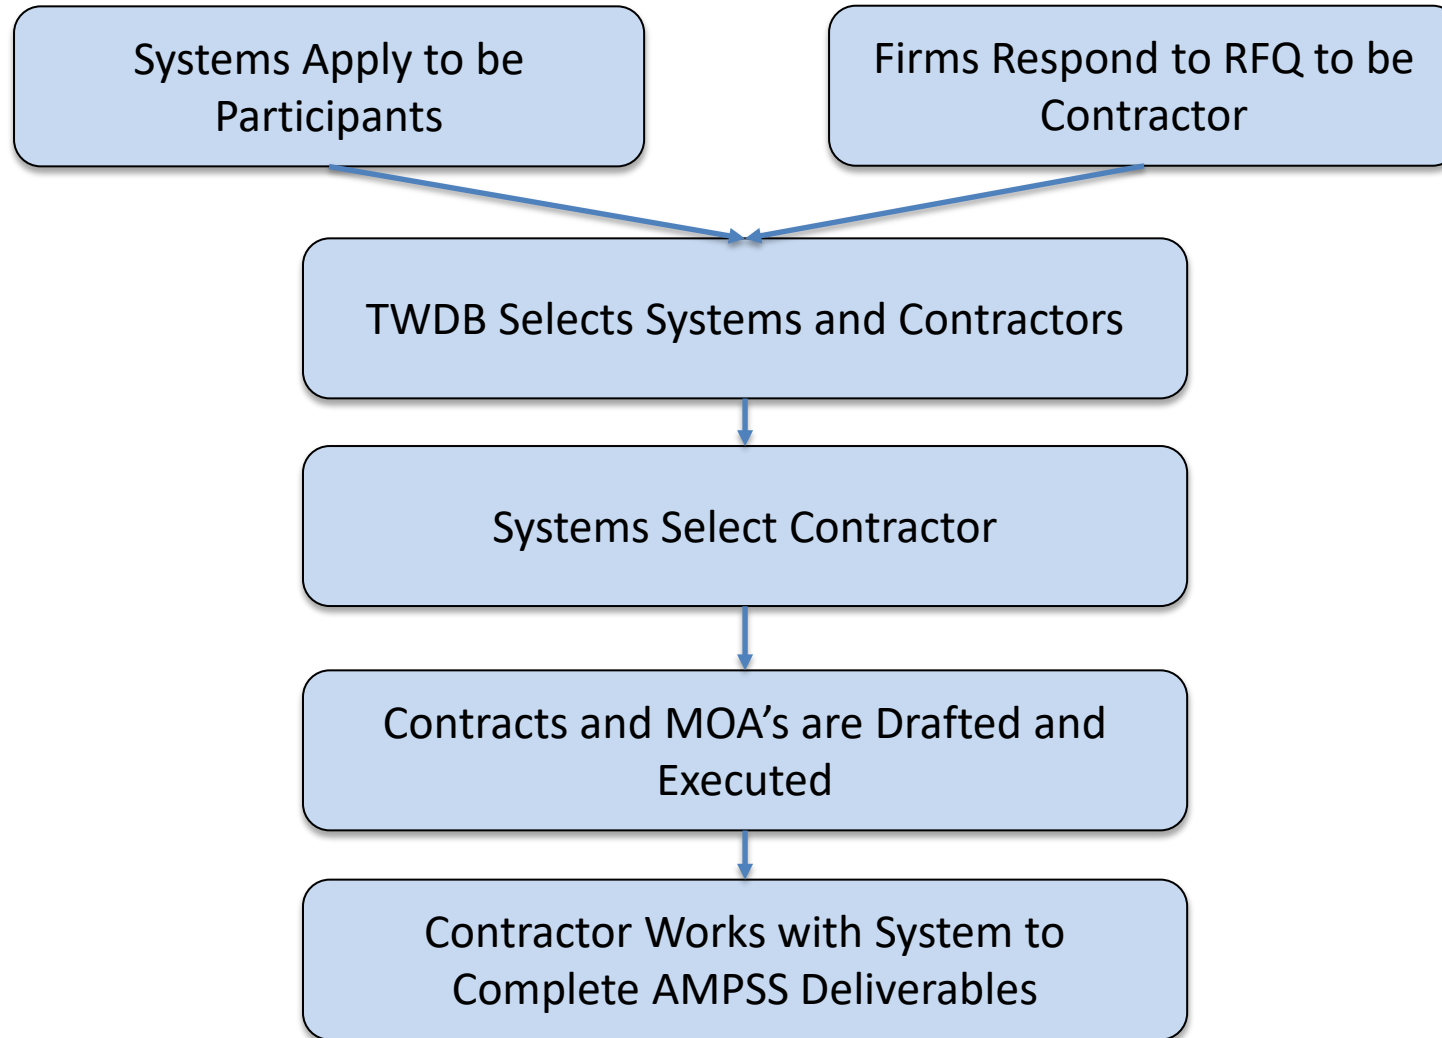 Systems Apply to be
Participants
Firms Respond to RFQ to be
Contractor
TWDB Selects Systems and Contractors
Systems Select Contractor
Contracts and MOA’s are Drafted and
Executed
Contractor Works with System to
Complete AMPSS Deliverables